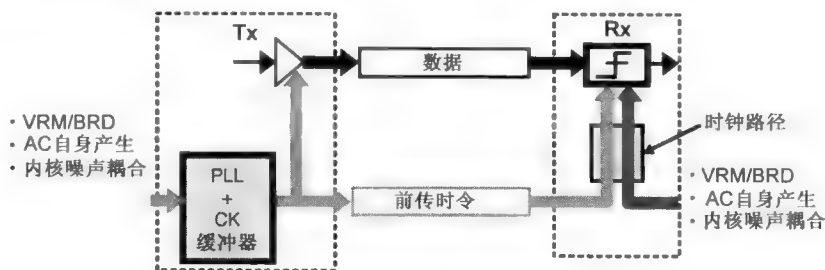 Tx
Rx
数据
· VRM/BRD
· AC自身产生
· 内核噪声耦合
PLL
+
CK
缓冲器
前传时令
时钟路径
· VRM/BRD
· AC自身产生
· 内核噪声耦合